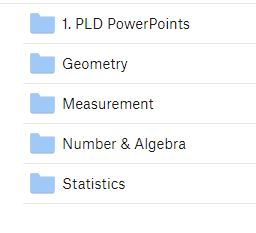 1. PLD PowerPoints
Geometry
Measurement
Number & Algebra
Statistics